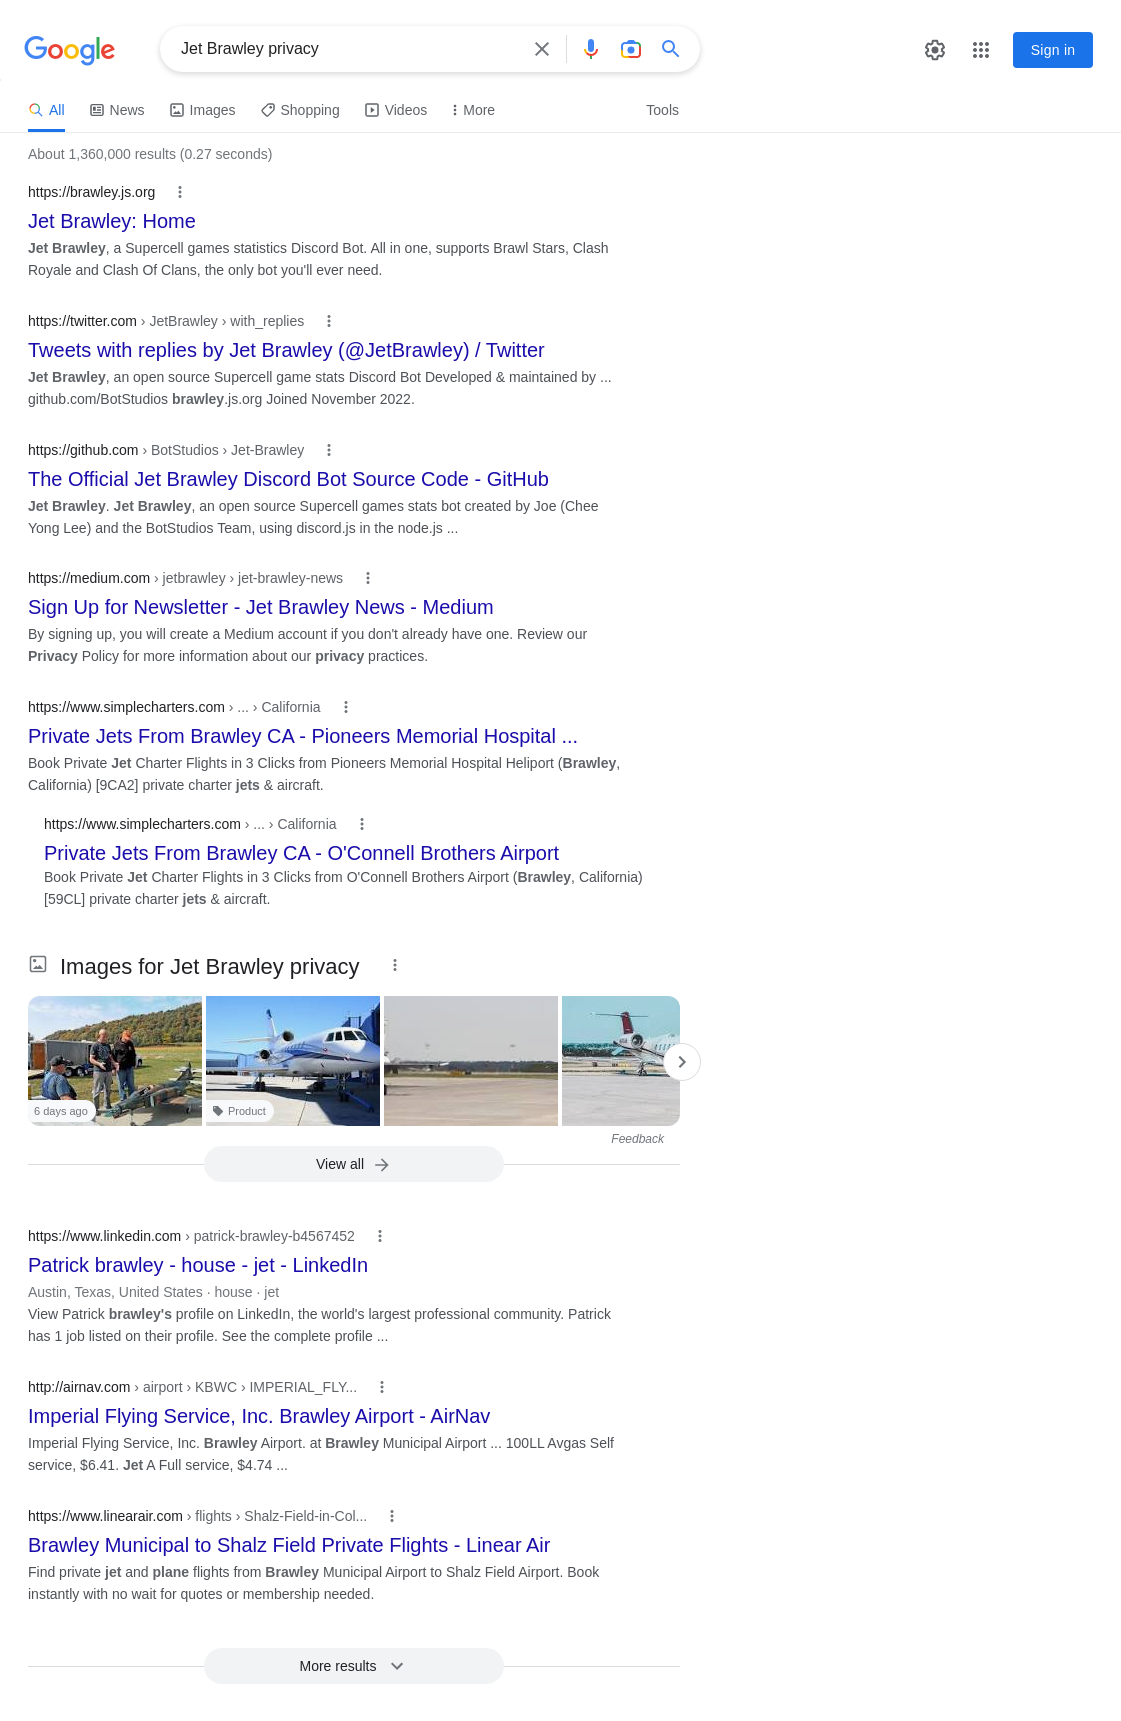 Google
Jet Brawley privacy
Sign in
All
News
Images
Shopping
Videos
More
Tools
About 1,360,000 results (0.27 seconds)
https://brawley.js.org
Jet Brawley: Home
Jet Brawley, a Supercell games statistics Discord Bot. All in one, supports Brawl Stars, Clash
Royale and Clash Of Clans, the only bot you'll ever need.
https://twitter.com › JetBrawley › with_replies
Tweets with replies by Jet Brawley (@JetBrawley) / Twitter
Jet Brawley, an open source Supercell game stats Discord Bot Developed & maintained by ...
github.com/BotStudios brawley.js.org Joined November 2022.
https://github.com › BotStudios › Jet-Brawley
The Official Jet Brawley Discord Bot Source Code - GitHub
Jet Brawley. Jet Brawley, an open source Supercell games stats bot created by Joe (Chee
Yong Lee) and the BotStudios Team, using discord.js in the node.js ...
https://medium.com › jetbrawley › jet-brawley-news
Sign Up for Newsletter - Jet Brawley News - Medium
By signing up, you will create a Medium account if you don't already have one. Review our
Privacy Policy for more information about our privacy practices.
https://www.simplecharters.com › ... › California
Private Jets From Brawley CA - Pioneers Memorial Hospital ...
Book Private Jet Charter Flights in 3 Clicks from Pioneers Memorial Hospital Heliport (Brawley,
California) [9CA2] private charter jets & aircraft.
https://www.simplecharters.com › ... › California
Private Jets From Brawley CA - O'Connell Brothers Airport
Book Private Jet Charter Flights in 3 Clicks from O'Connell Brothers Airport (Brawley, California)
[59CL] private charter jets & aircraft.
Images for Jet Brawley privacy
6 days ago
Product
Feedback
View all
https://www.linkedin.com › patrick-brawley-b4567452
Patrick brawley - house - jet - LinkedIn
Austin, Texas, United States · house · jet
View Patrick brawley's profile on LinkedIn, the world's largest professional community. Patrick
has 1 job listed on their profile. See the complete profile ...
http://airnav.com › airport › KBWC › IMPERIAL_FLY...
Imperial Flying Service, Inc. Brawley Airport - AirNav
Imperial Flying Service, Inc. Brawley Airport. at Brawley Municipal Airport ... 100LL Avgas Self
service, $6.41. Jet A Full service, $4.74 ...
https://www.linearair.com › flights › Shalz-Field-in-Col...
Brawley Municipal to Shalz Field Private Flights - Linear Air
Find private jet and plane flights from Brawley Municipal Airport to Shalz Field Airport. Book
instantly with no wait for quotes or membership needed.
More results